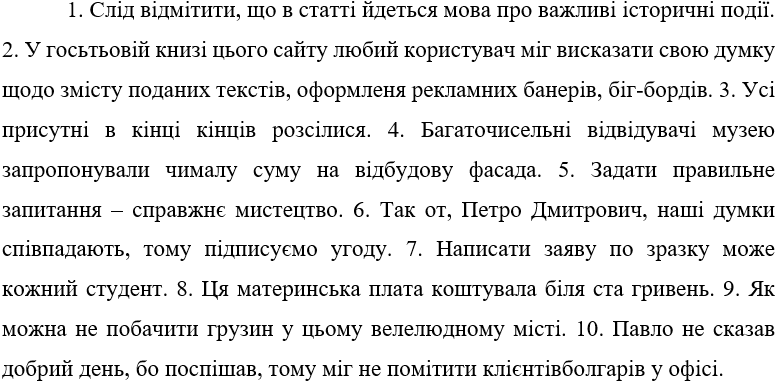 1. Слід відмітити, що в статті йдеться мова про важливі історичні події.
2. У госьтьовій книзі цього сайту любий користувач міг висказати свою думку
щодо змісту поданих текстів, оформленя рекламних банерів, біг-бордів. 3. Усі
присутні в кінці кінців розсілися. 4. Багаточисельні відвідувачі музею
запропонували чималу суму на відбудову фасада. 5. Задати правильне
запитання – справжнє мистецтво. 6. Так от, Петро Дмитрович, наші думки
співпадають, тому підписуємо угоду. 7. Написати заяву по зразку може
кожний студент. 8. Ця материнська плата коштувала біля ста гривень. 9. Як
можна не побачити грузин у цьому велелюдному місті. 10. Павло не сказав
добрий день, бо поспішав, тому міг не помітити клієнтівболгарів у офісі.